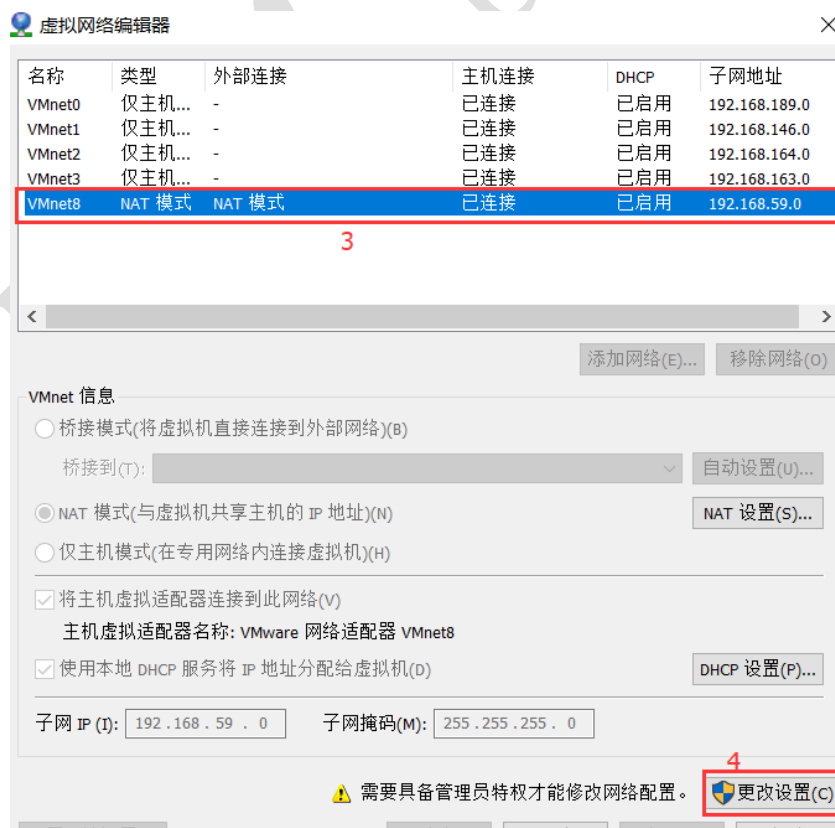 虚拟网络编辑器
名称 类型 外部连接 主机连接 DHCP 子网地址
VMnet0 仅主机... - 已连接 已启用 192.168.189.0
VMnet1 仅主机... - 已连接 已启用 192.168.146.0
VMnet2 仅主机... - 已连接 已启用 192.168.164.0
VMnet3 仅主机... - 已连接 已启用 192.168.163.0
VMnet8 NAT 模式 NAT 模式 已连接 已启用 192.168.59.0
3
添加网络(E)... 移除网络(O)
VMnet 信息
桥接模式(将虚拟机直接连接到外部网络)(B)
桥接到(T): 自动设置(U)...
NAT 模式(与虚拟机共享主机的 IP 地址)(N) NAT 设置(S)...
仅主机模式(在专用网络内连接虚拟机)(H)
将主机虚拟适配器连接到此网络(V)
主机虚拟适配器名称: VMware 网络适配器 VMnet8
使用本地 DHCP 服务将 IP 地址分配给虚拟机(D) DHCP 设置(P)...
子网 IP (I): 192.168.59.0 子网掩码(M): 255.255.255.0
4
需要具备管理员特权才能修改网络配置。 更改设置(C)